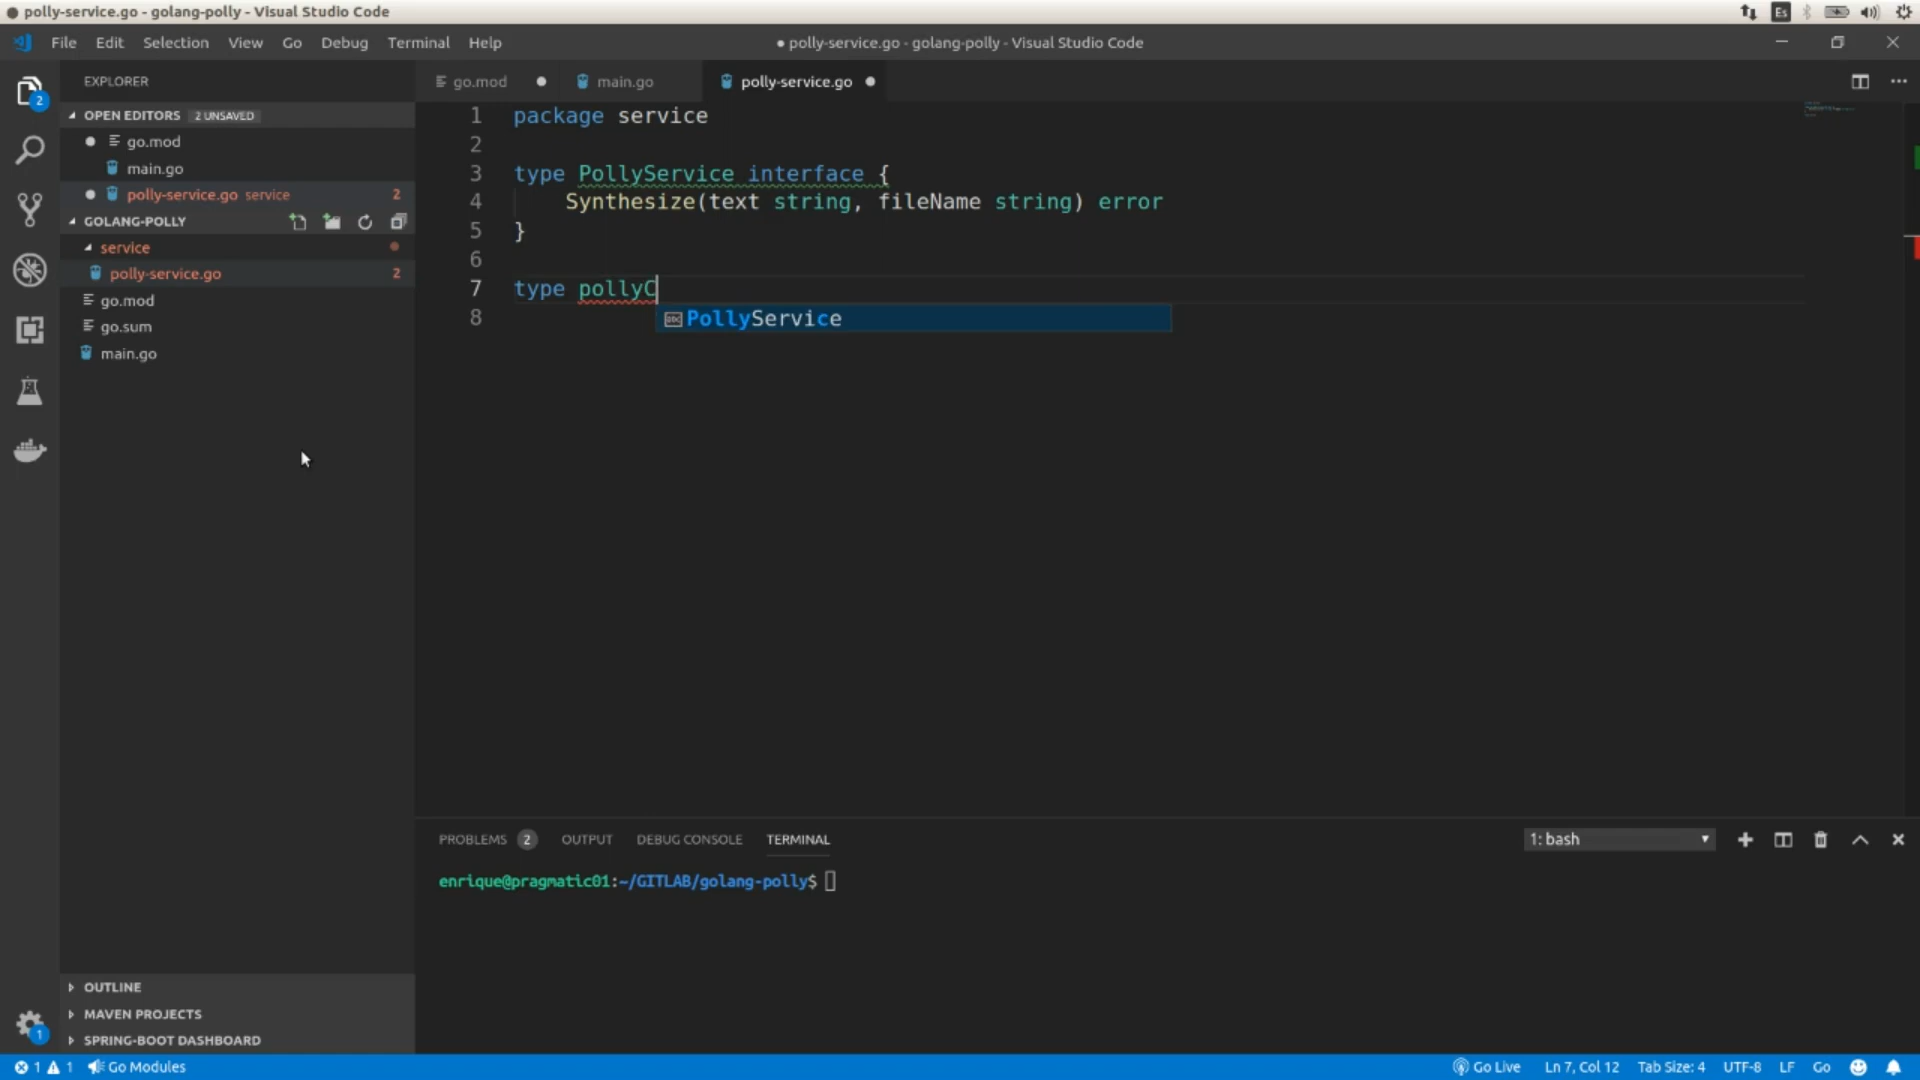 polly-service.go - golang-polly - Visual Studio Code
Es
File Edit Selection View Go Debug Terminal Help
● polly-service.go - golang-polly - Visual Studio Code
EXPLORER
2
OPEN EDITORS 2 UNSAVED
go.mod
main.go
polly-service.go service 2
GOLANG-POLLY
service
polly-service.go 2
go.mod
go.sum
main.go
OUTLINE
MAVEN PROJECTS
SPRING-BOOT DASHBOARD
1
go.mod main.go polly-service.go
1 package service
2
3 type PollyService interface {
4 Synthesize(text string, fileName string) error
5 }
6
7 type pollyC
abc PollyService
8
PROBLEMS 2 OUTPUT DEBUG CONSOLE TERMINAL
1: bash
enrique@pragmatic01:~/GITLAB/golang-polly$
1 1 Go Modules
Go Live Ln 7, Col 12 Tab Size: 4 UTF-8 LF Go